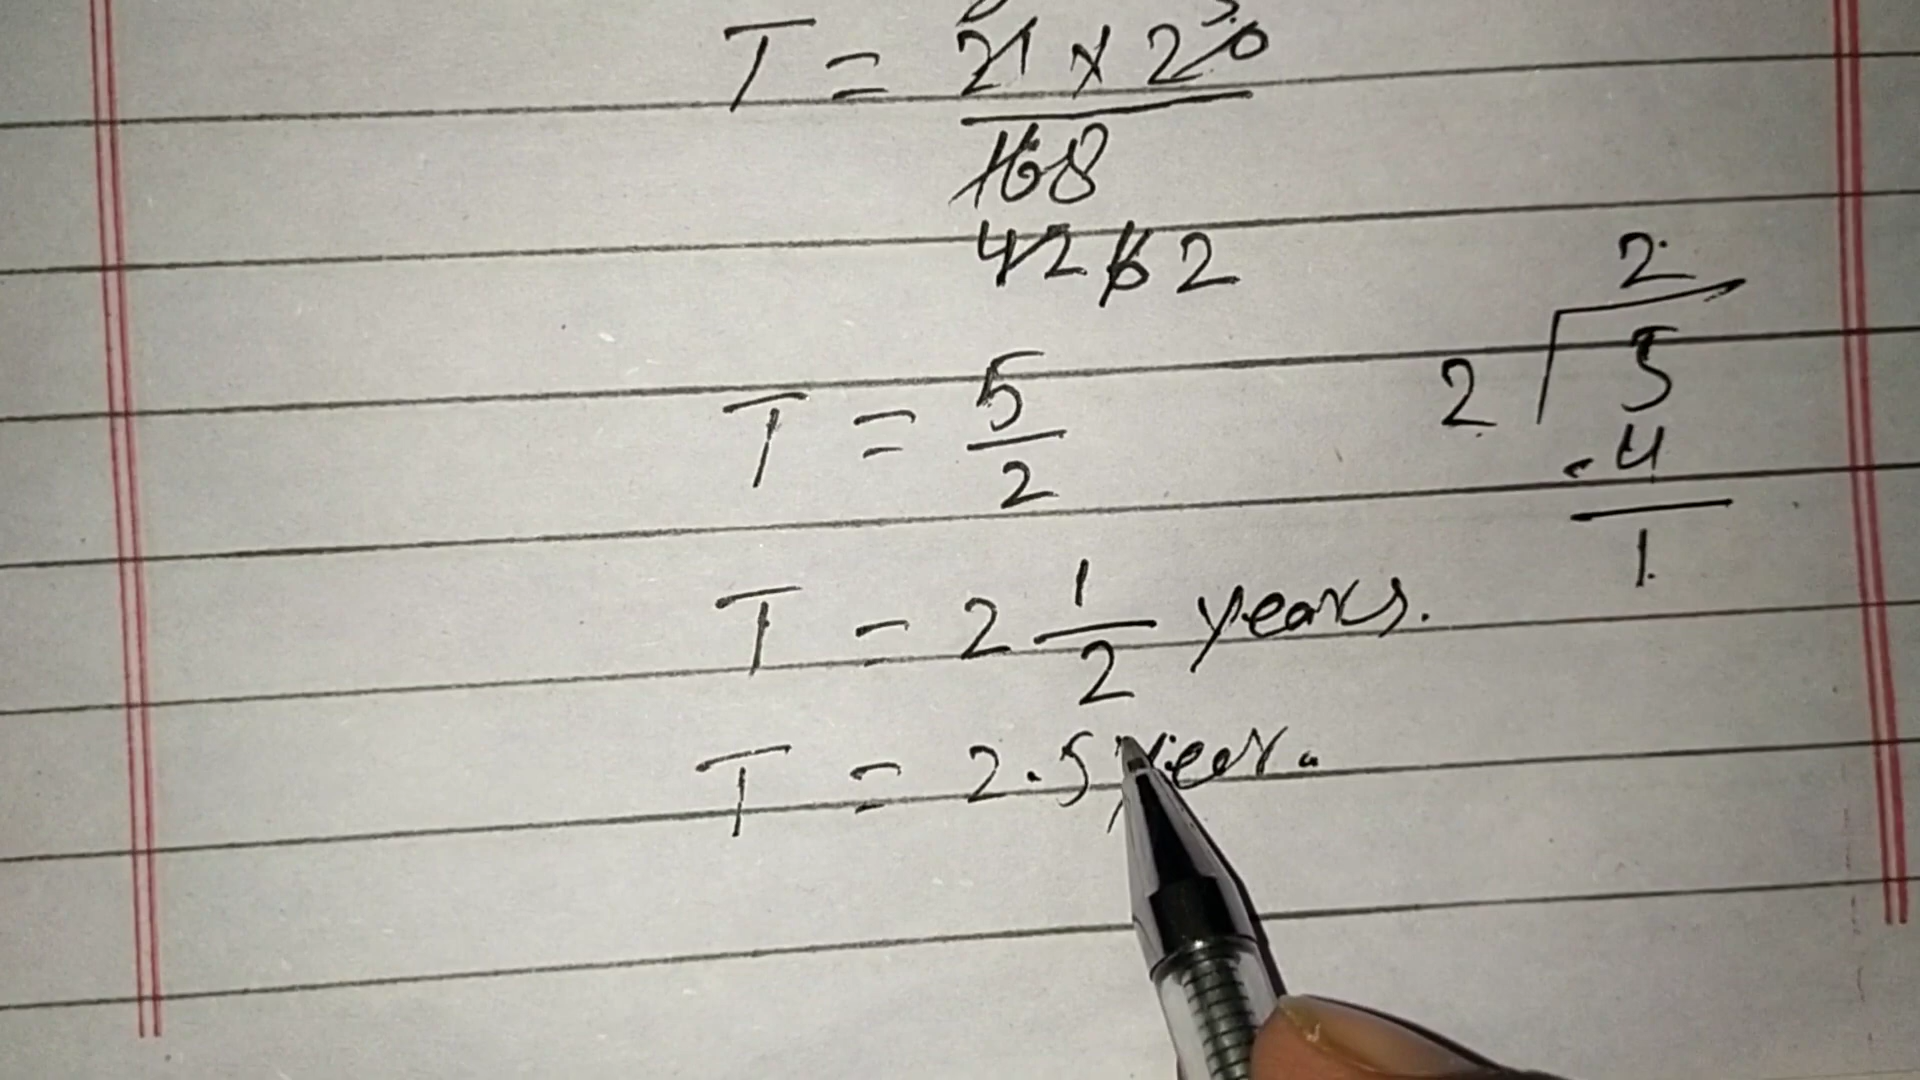 T = 21 × 20
168
42 6 2
T = 5/2
2
2 5
4
1
T = 2 1/2 years.
T = 2.5 year.